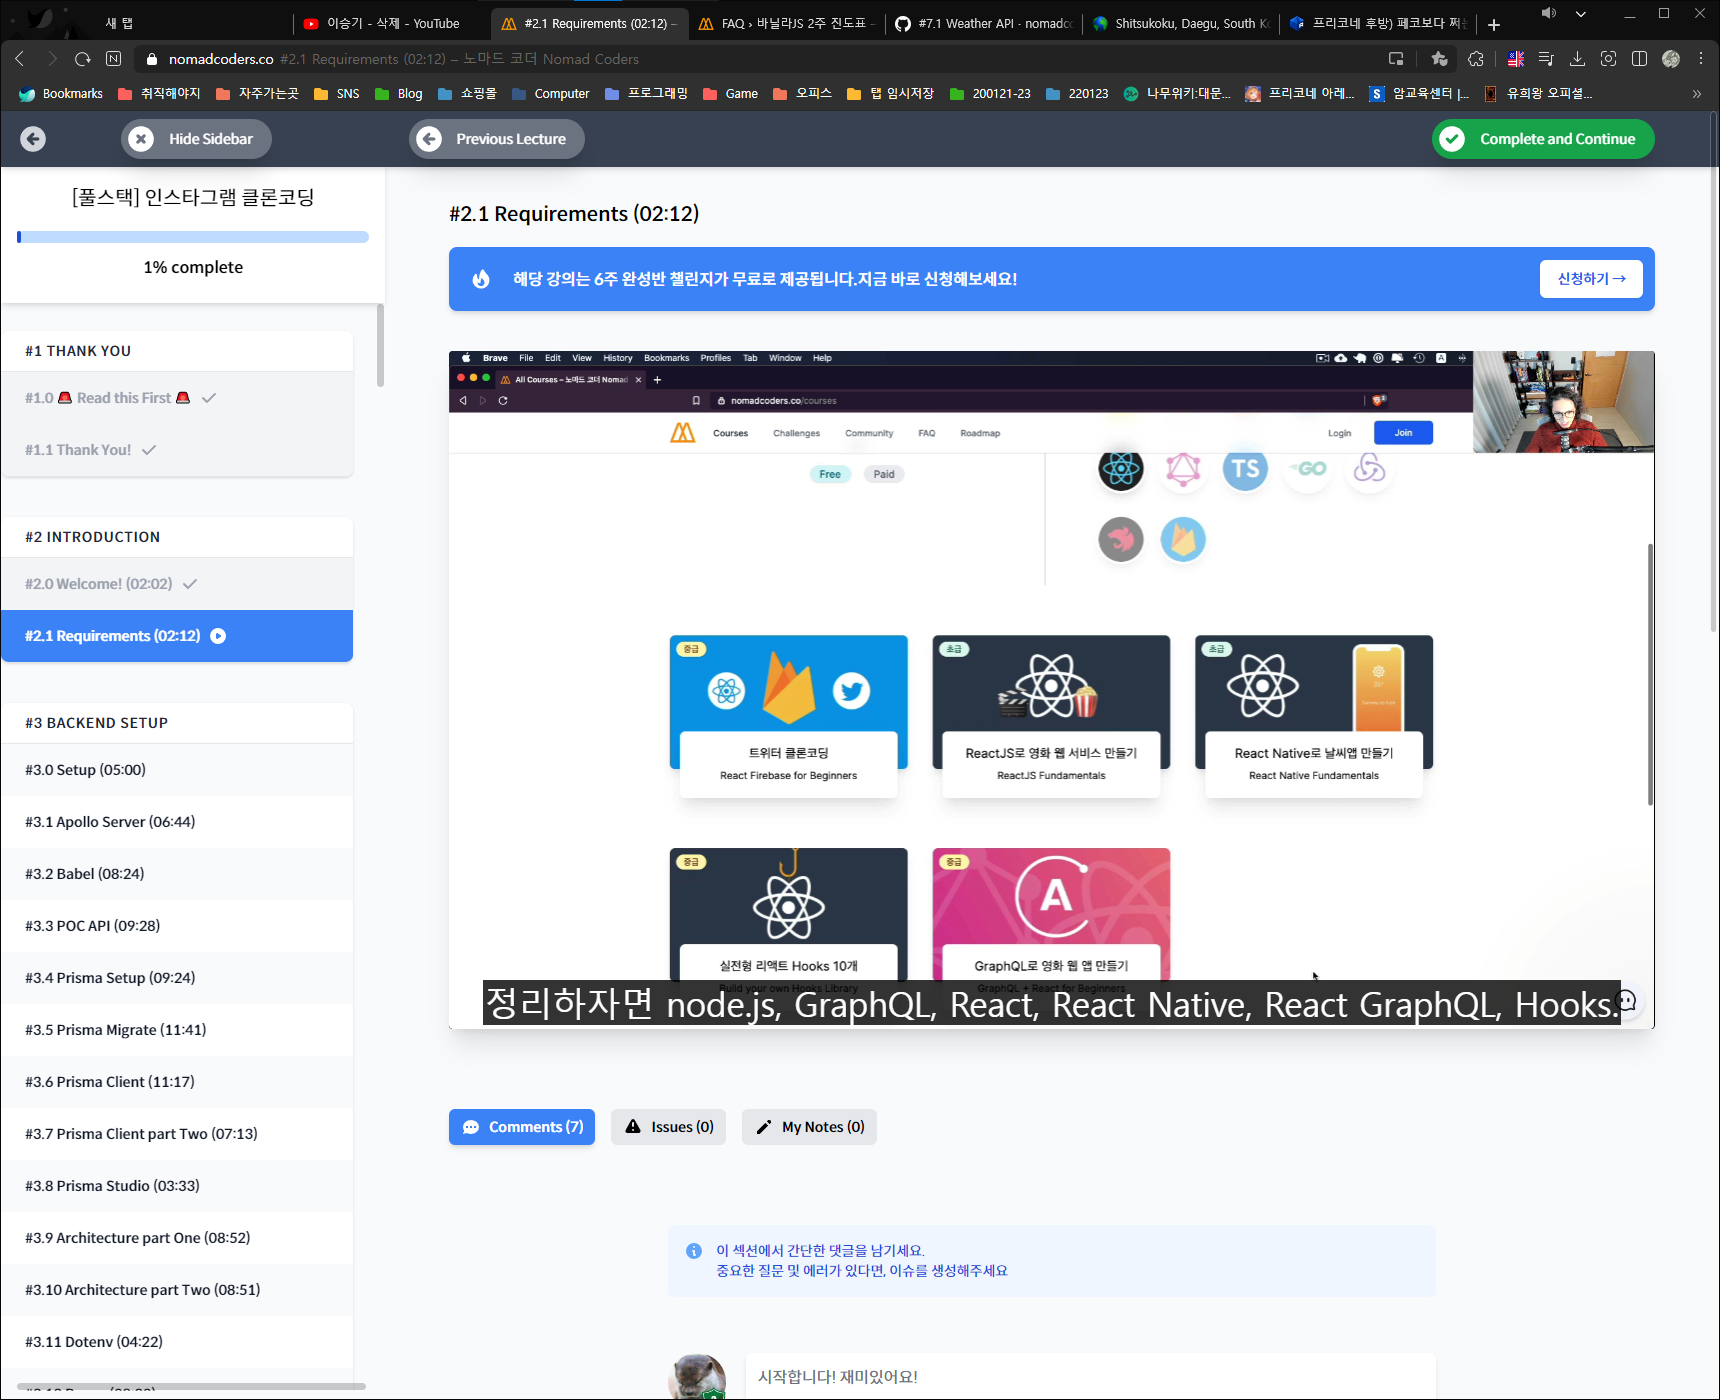 새 탭
이승기 - 삭제 - YouTube
#2.1 Requirements (02:12) –
FAQ › 바닐라JS 2주 진도표 -
#7.1 Weather API · nomadco
Shitsukoku, Daegu, South Ko
프리코네 후방) 페코보다 쩌는
nomadcoders.co #2.1 Requirements (02:12) – 노마드 코더 Nomad Coders
Bookmarks
취직해야지
자주가는곳
SNS
Blog
쇼핑몰
Computer
프로그래밍
Game
오피스
탭 임시저장
200121-23
220123
나무위키:대문...
프리코네 아레...
암교육센터 |...
유희왕 오피셜...
Hide Sidebar
Previous Lecture
Complete and Continue
[풀스택] 인스타그램 클론코딩
1% complete
#1 THANK YOU
#1.0 🚨 Read this First 🚨
#1.1 Thank You!
#2 INTRODUCTION
#2.0 Welcome! (02:02)
#2.1 Requirements (02:12)
#3 BACKEND SETUP
#3.0 Setup (05:00)
#3.1 Apollo Server (06:44)
#3.2 Babel (08:24)
#3.3 POC API (09:28)
#3.4 Prisma Setup (09:24)
#3.5 Prisma Migrate (11:41)
#3.6 Prisma Client (11:17)
#3.7 Prisma Client part Two (07:13)
#3.8 Prisma Studio (03:33)
#3.9 Architecture part One (08:52)
#3.10 Architecture part Two (08:51)
#3.11 Dotenv (04:22)
#2.1 Requirements (02:12)
해당 강의는 6주 완성반 챌린지가 무료로 제공됩니다.지금 바로 신청해보세요!
신청하기 →
Brave File Edit View History Bookmarks Profiles Tab Window Help
All Courses – 노마드 코더 Nomad
nomadcoders.co/courses
Courses
Challenges
Community
FAQ
Roadmap
Login
Join
Free
Paid
TS
GO
중급
트위터 클론코딩
React Firebase for Beginners
초급
ReactJS로 영화 웹 서비스 만들기
ReactJS Fundamentals
초급
React Native로 날씨앱 만들기
React Native Fundamentals
중급
실전형 리액트 Hooks 10개
Build your own Hooks Library
중급
GraphQL로 영화 웹 앱 만들기
GraphQL + React for Beginners
정리하자면 node.js, GraphQL, React, React Native, React GraphQL, Hooks.
Comments (7)
Issues (0)
My Notes (0)
이 섹션에서 간단한 댓글을 남기세요.
중요한 질문 및 에러가 있다면, 이슈를 생성해주세요
시작합니다! 재미있어요!